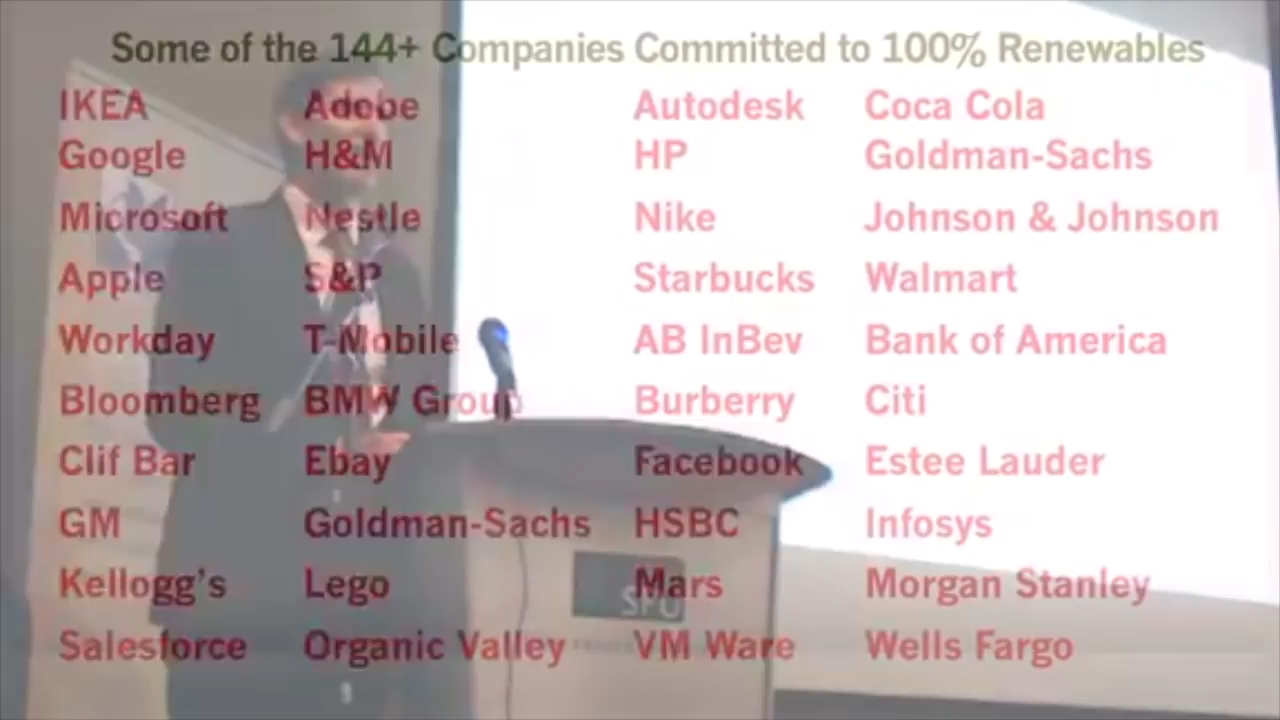 Some of the 144+ Companies Committed to 100% Renewables
IKEA Adobe Autodesk Coca Cola
Google H&M HP Goldman-Sachs
Microsoft Nestle Nike Johnson & Johnson
Apple S&P Starbucks Walmart
Workday T-Mobile AB InBev Bank of America
Bloomberg BMW Group Burberry Citi
Clif Bar Ebay Facebook Estee Lauder
GM Goldman-Sachs HSBC Infosys
Kellogg's Lego Mars Morgan Stanley
SFU
Salesforce Organic Valley VM Ware Wells Fargo